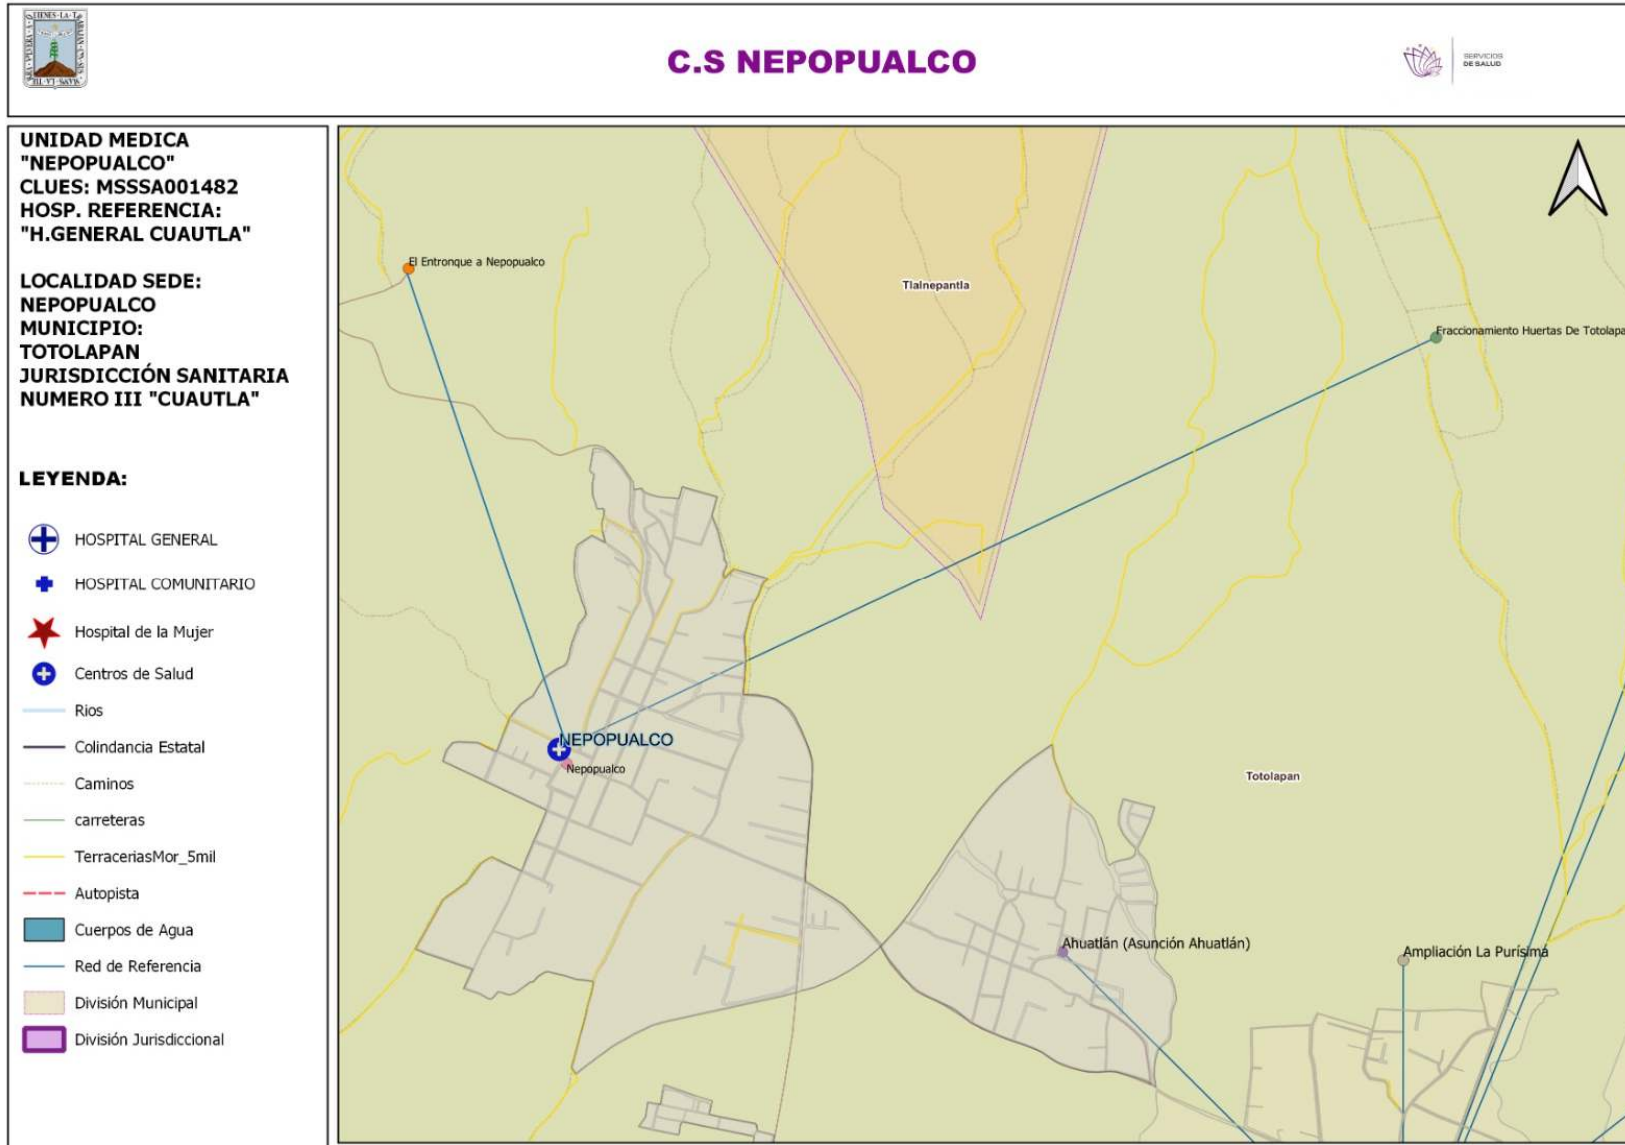 C.S NEPOPUALCO
SERVICIOS
DE SALUD
UNIDAD MEDICA
"NEPOPUALCO"
CLUES: MSSSA001482
HOSP. REFERENCIA:
"H.GENERAL CUAUTLA"
LOCALIDAD SEDE:
NEPOPUALCO
MUNICIPIO:
TOTOLAPAN
JURISDICCIÓN SANITARIA
NUMERO III "CUAUTLA"
LEYENDA:
HOSPITAL GENERAL
HOSPITAL COMUNITARIO
Hospital de la Mujer
Centros de Salud
Rios
Colindancia Estatal
Caminos
carreteras
TerraceriasMor_5mil
Autopista
Cuerpos de Agua
Red de Referencia
División Municipal
División Jurisdiccional
El Entronque a Nepopualco
Tlalnepantla
Fraccionamiento Huertas De Totolapa
NEPOPUALCO
Nepopualco
Totolapan
Ahuatlán (Asunción Ahuatlán)
Ampliación La Purísima